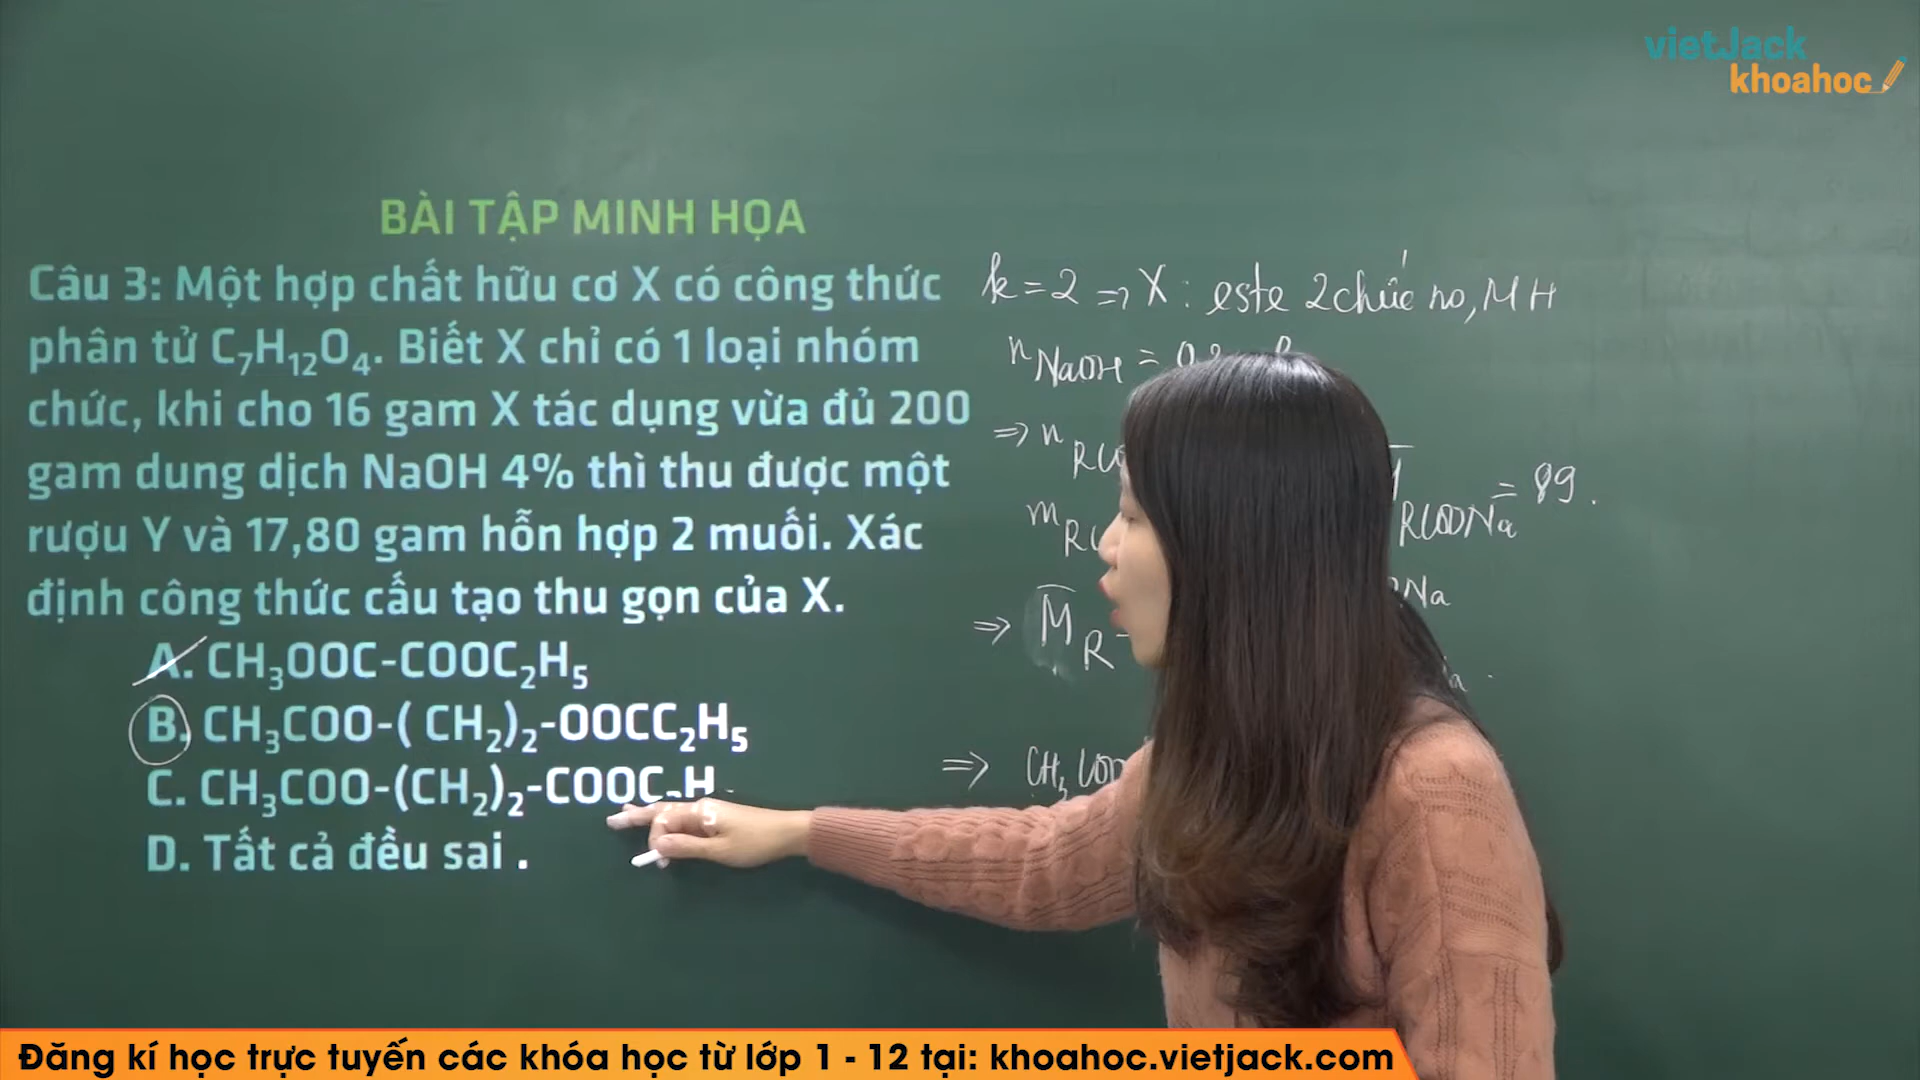 vietJack
khoahoc
BÀI TẬP MINH HỌA
Câu 3: Một hợp chất hữu cơ X có công thức
phân tử C₇H₁₂O₄. Biết X chỉ có 1 loại nhóm
chức, khi cho 16 gam X tác dụng vừa đủ 200
gam dung dịch NaOH 4% thì thu được một
rượu Y và 17,80 gam hỗn hợp 2 muối. Xác
định công thức cấu tạo thu gọn của X.
A. CH₃OOC-COOC₂H₅
B. CH₃COO-( CH₂)₂-OOCC₂H₅
C. CH₃COO-(CH₂)₂-COOC₂H₅
D. Tất cả đều sai .
k = 2 => X : este 2 chức no, MH
n NaOH =
=> n
RCOONa = 89 .
m
=> M̄ R
=> CH₃COO
Đăng kí học trực tuyến các khóa học từ lớp 1 - 12 tại: khoahoc.vietjack.com